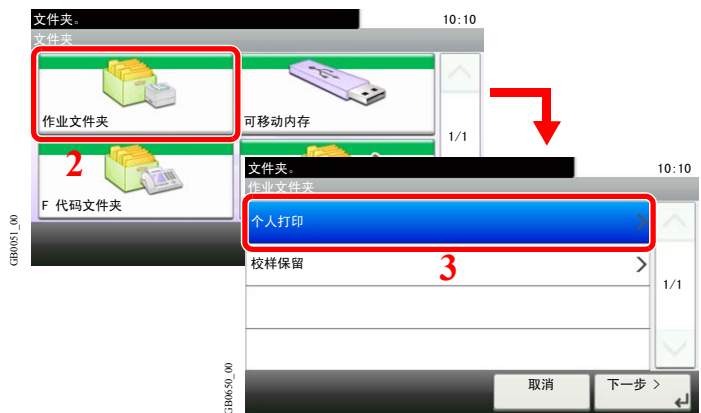 文件夹。 10:10
文件夹
作业文件夹
可移动内存
1/1
2
F 代码文件夹
GB0051_00
文件夹。 10:10
作业文件夹
个人打印
校样保留
3
1/1
取消
下一步 >
GB0650_00